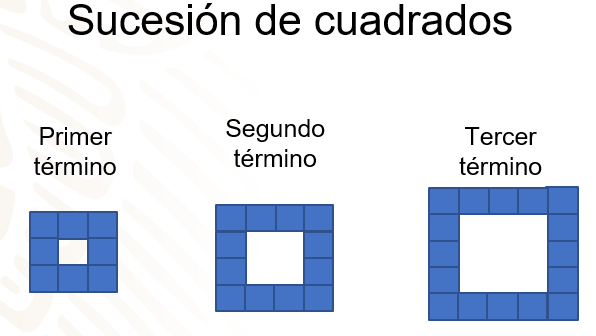 Sucesión de cuadrados
Primer
término
Segundo
término
Tercer
término